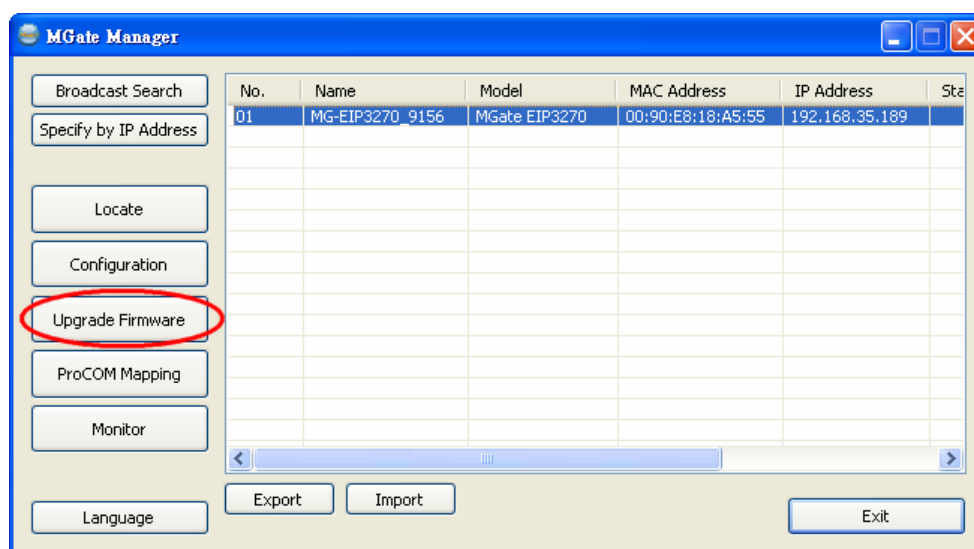 MGate Manager
Broadcast Search
Specify by IP Address
Locate
Configuration
Upgrade Firmware
ProCOM Mapping
Monitor
Language
No. Name Model MAC Address IP Address Sta
01 MG-EIP3270_9156 MGate EIP3270 00:90:E8:18:A5:55 192.168.35.189
Export Import
Exit